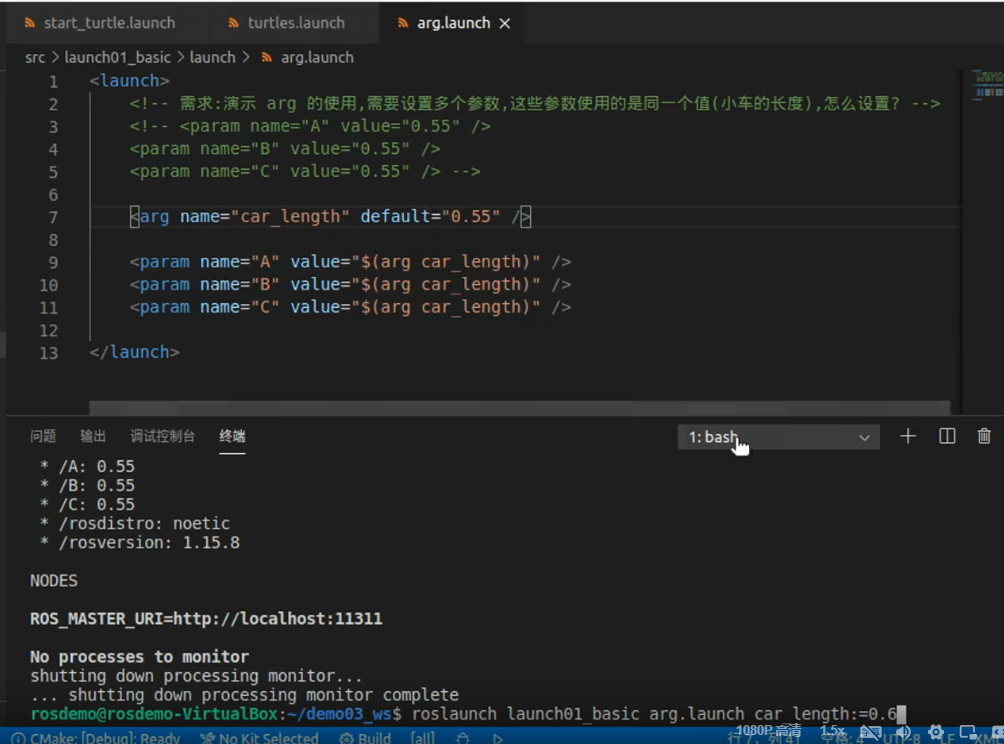 start_turtle.launch turtles.launch arg.launch
src > launch01_basic > launch > arg.launch
1 <launch>
2 <!-- 需求:演示 arg 的使用,需要设置多个参数,这些参数使用的是同一个值(小车的长度),怎么设置? -->
3 <!-- <param name="A" value="0.55" />
4 <param name="B" value="0.55" />
5 <param name="C" value="0.55" /> -->
6
7 <arg name="car_length" default="0.55" />
8
9 <param name="A" value="$(arg car_length)" />
10 <param name="B" value="$(arg car_length)" />
11 <param name="C" value="$(arg car_length)" />
12
13 </launch>
问题 输出 调试控制台 终端 1: bash
* /A: 0.55
* /B: 0.55
* /C: 0.55
* /rosdistro: noetic
* /rosversion: 1.15.8
NODES
ROS_MASTER_URI=http://localhost:11311
No processes to monitor
shutting down processing monitor...
... shutting down processing monitor complete
rosdemo@rosdemo-VirtualBox:~/demo03_ws$ roslaunch launch01_basic arg.launch car_length:=0.6
1080P 高清 1.5x
CMake: [Debug]: Ready No Kit Selected Build [all] UTF-8 LF XML